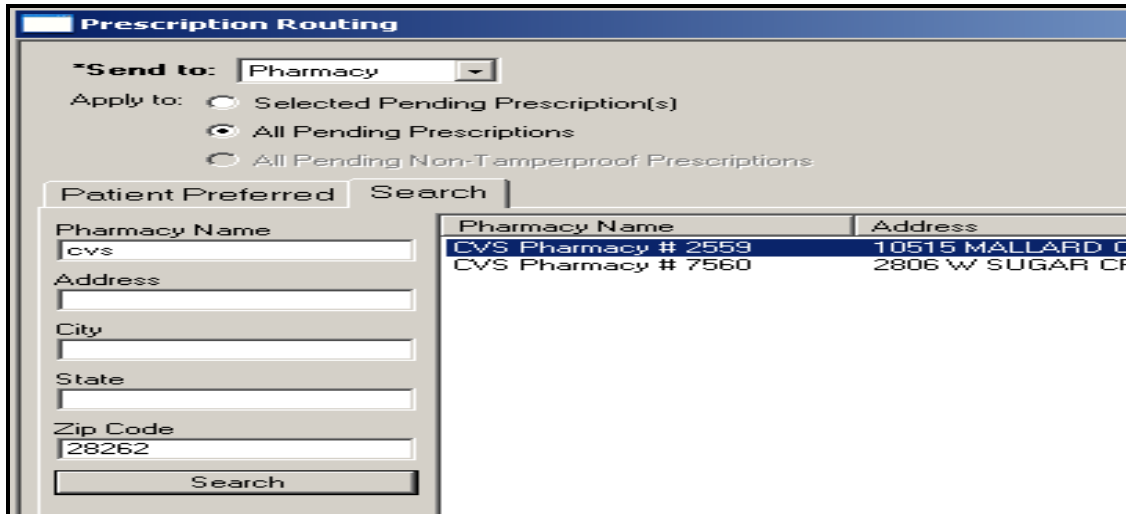 Prescription Routing
*Send to: Pharmacy
Apply to: Selected Pending Prescription(s)
All Pending Prescriptions
All Pending Non-Tamperproof Prescriptions
Patient Preferred Search
Pharmacy Name
cvs
Address
City
State
Zip Code
28262
Search
Pharmacy Name Address
CVS Pharmacy # 2559 10515 MALLARD
CVS Pharmacy # 7560 2806 W SUGAR